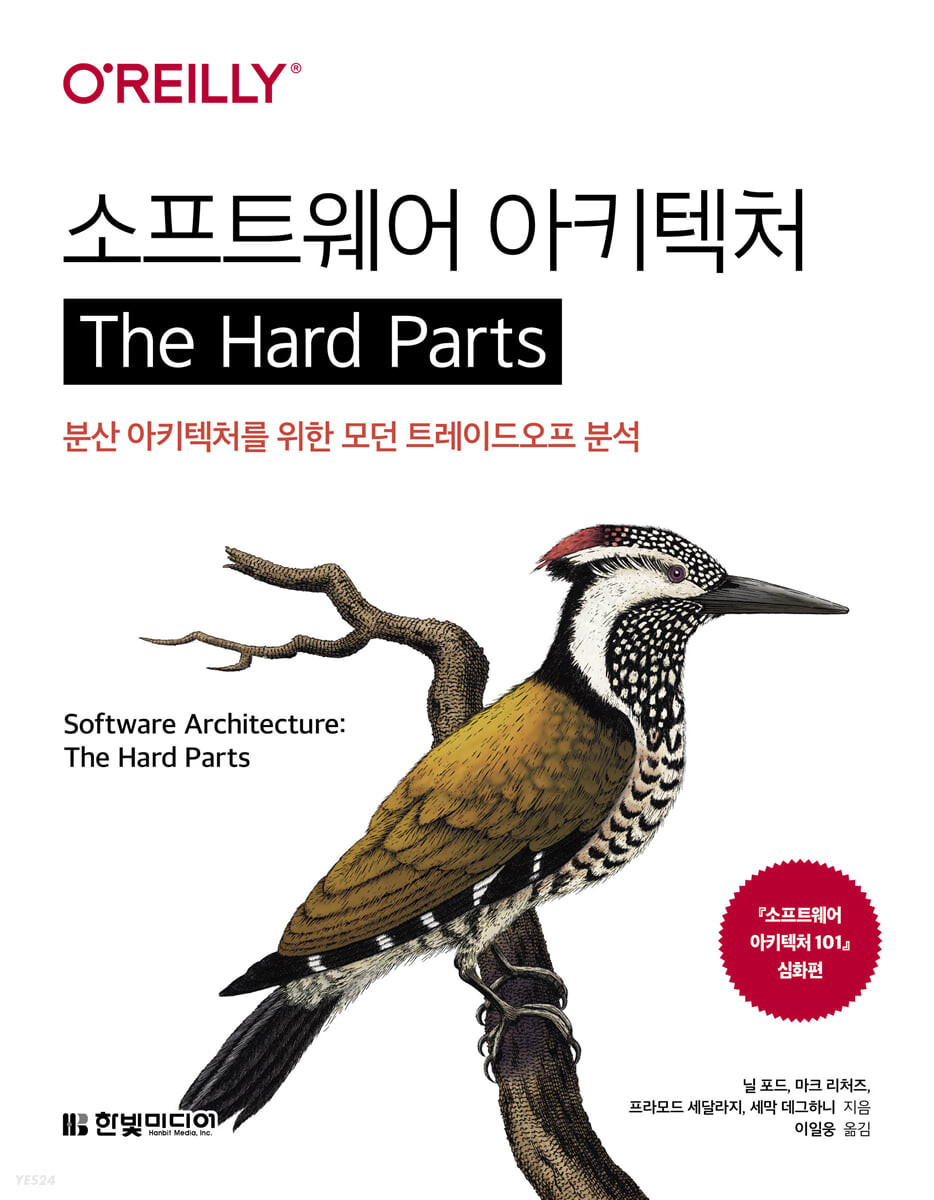 O'REILLY®
소프트웨어 아키텍처
The Hard Parts
분산 아키텍처를 위한 모던 트레이드오프 분석
Software Architecture:
The Hard Parts
『소프트웨어
아키텍처 101』
심화편
닐 포드, 마크 리처즈,
프라모드 세달라지, 세막 데그하니 지음
이일웅 옮김
한빛미디어
Hanbit Media, Inc.
YES24